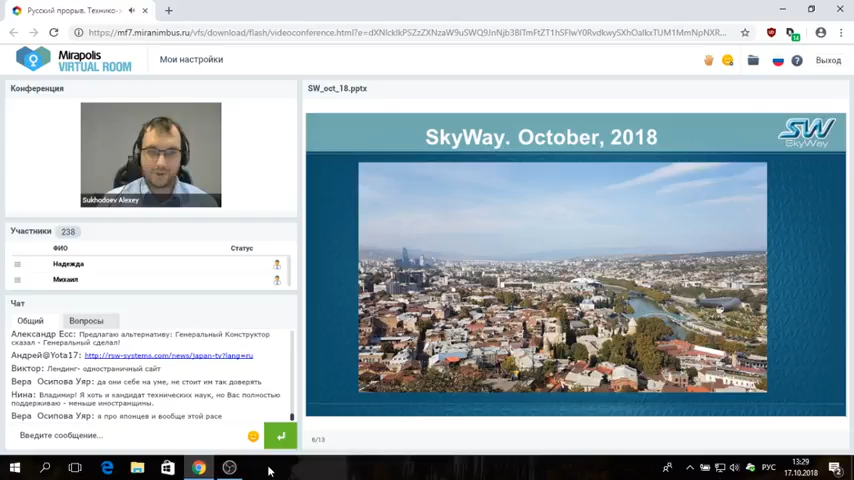 Русский прорыв. Технико-
https://mf7.miranimbus.ru/vfs/download/flash/videoconference.html?e=
Mirapolis
VIRTUAL ROOM
Мои настройки
Выход
Конференция
SW_oct_18.pptx
SkyWay. October, 2018
SW
SkyWay
Sukhodoev Alexey
Участники 238
ФИО Статус
Надежда
Михаил
Чат
Общий Вопросы
Александр Есс: Предлагаю альтернативу: Генеральный Конструктор
сказал - Генеральный сделал!
Андрей@Yota17: http://rsw-systems.com/news/japan-tv?lang=ru
Виктор: Лендинг- одностраничный сайт
Вера Осипова Уяр: да они себе на уме, не стоит им так доверять
Нина: Владимир! Я хоть и кандидат технических наук, но Вас полностью
поддерживаю - меньше иностранщины.
Вера Осипова Уяр: я про японцев и вообще этой расе
Введите сообщение...
6/13
РУС
13:29
17.10.2018
2